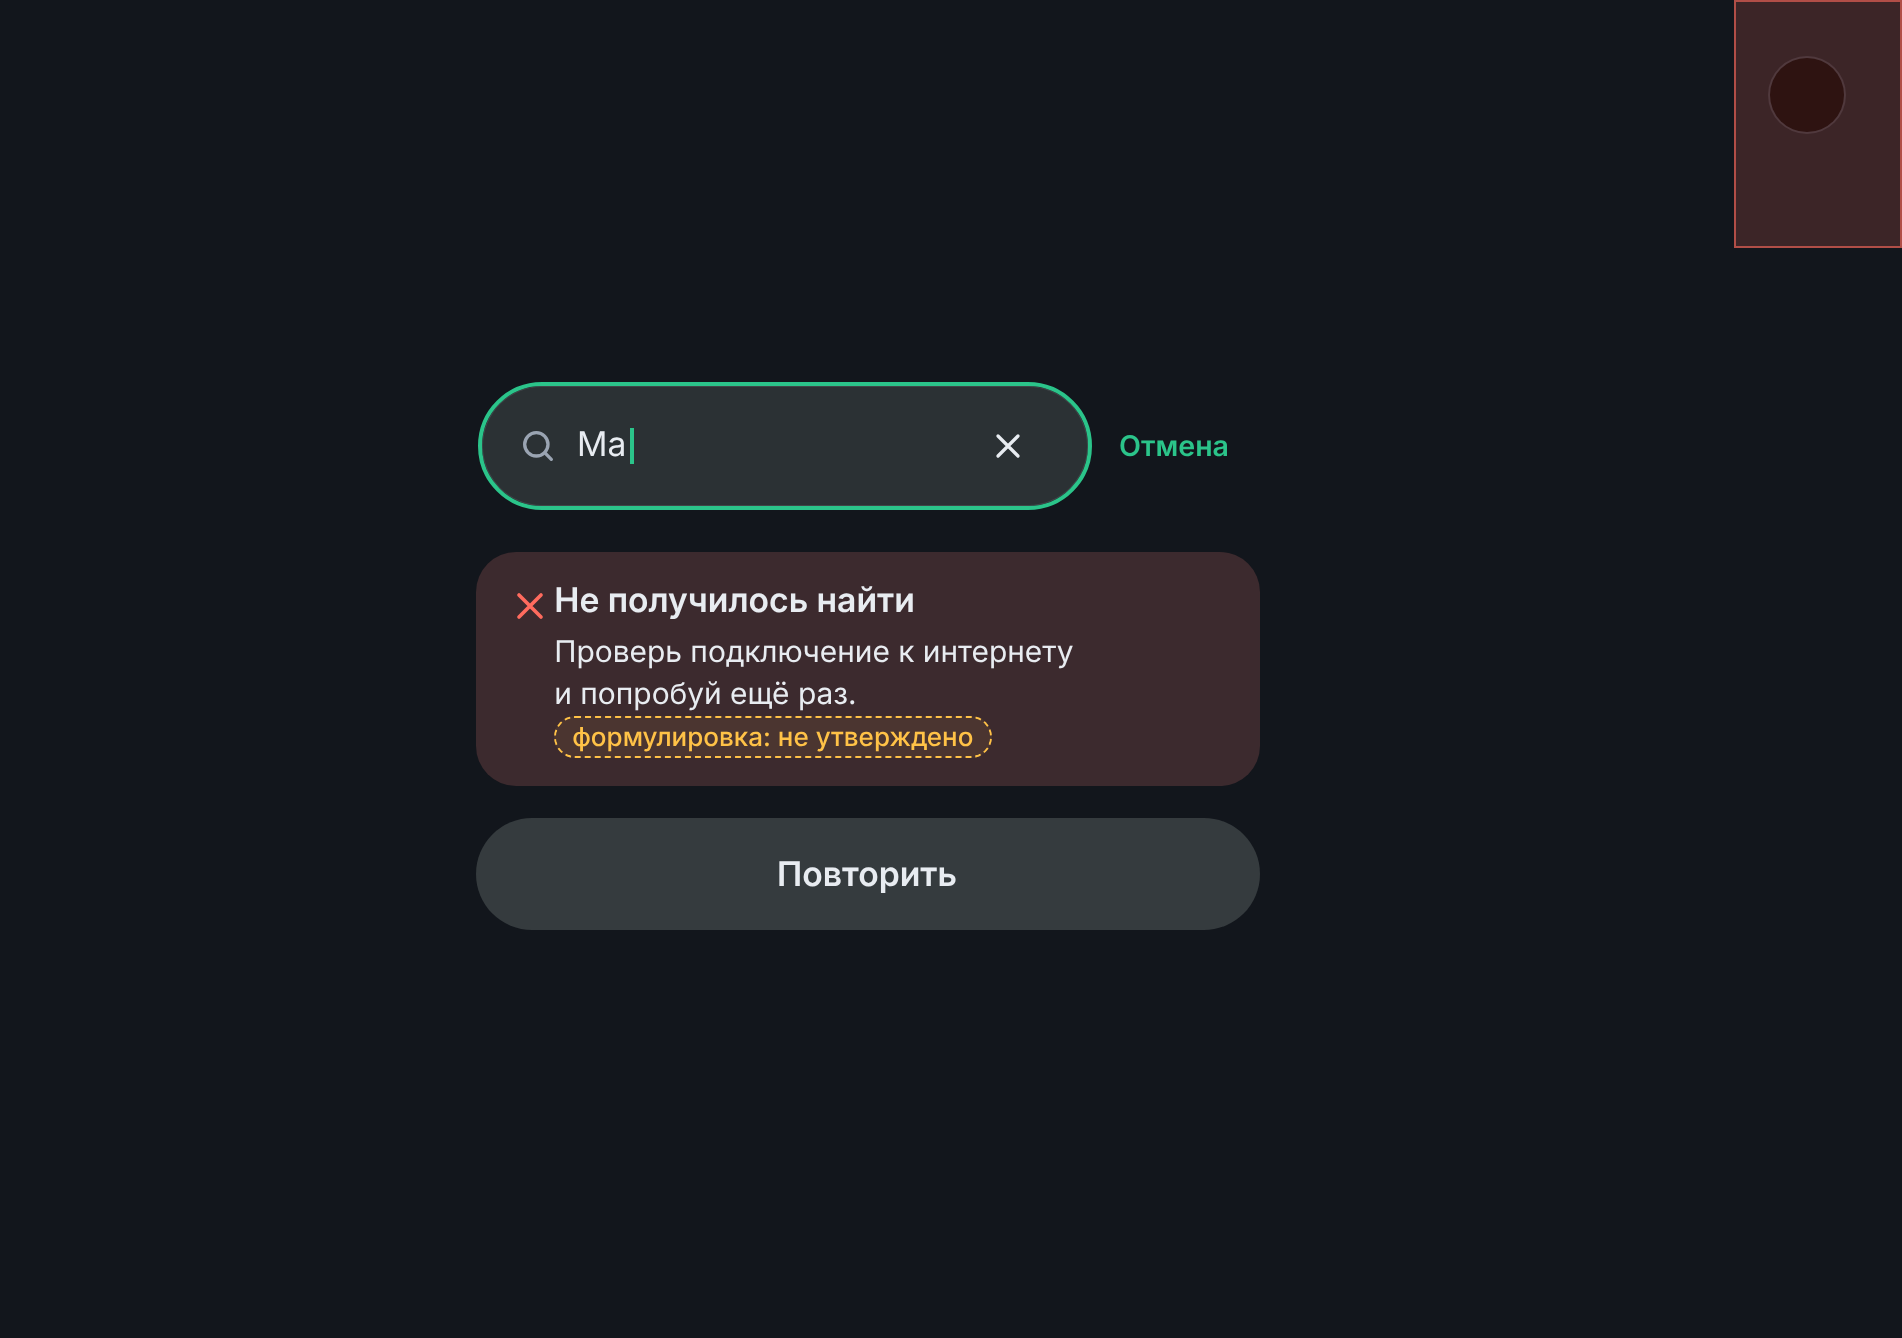 Ма
Отмена
Не получилось найти
Проверь подключение к интернету
и попробуй ещё раз.
формулировка: не утверждено
Повторить